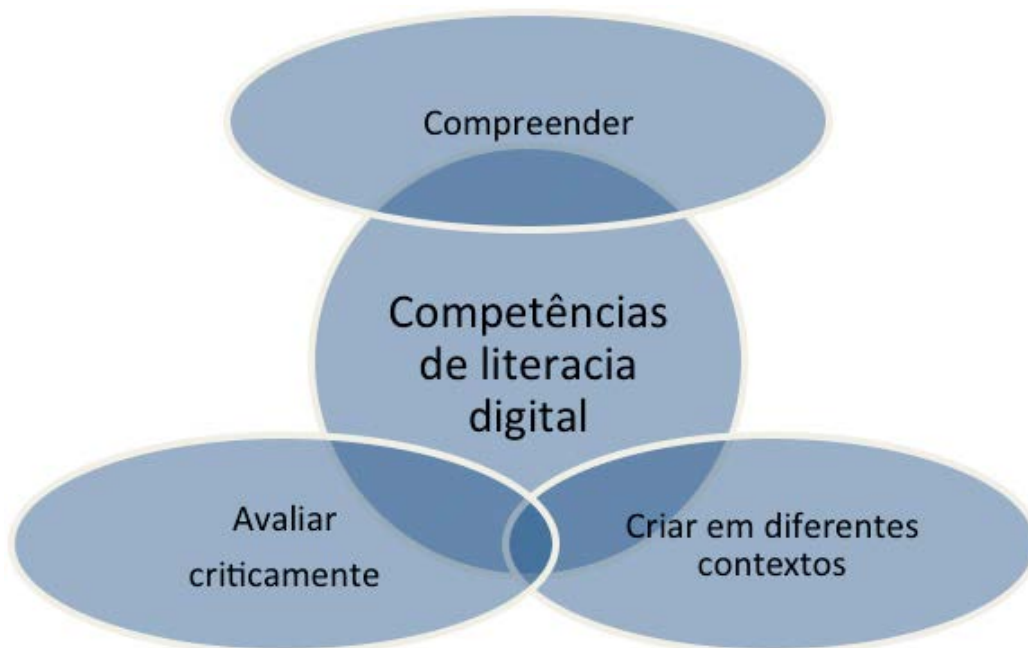 Compreender
Competências
de literacia
digital
Avaliar
criticamente
Criar em diferentes
contextos